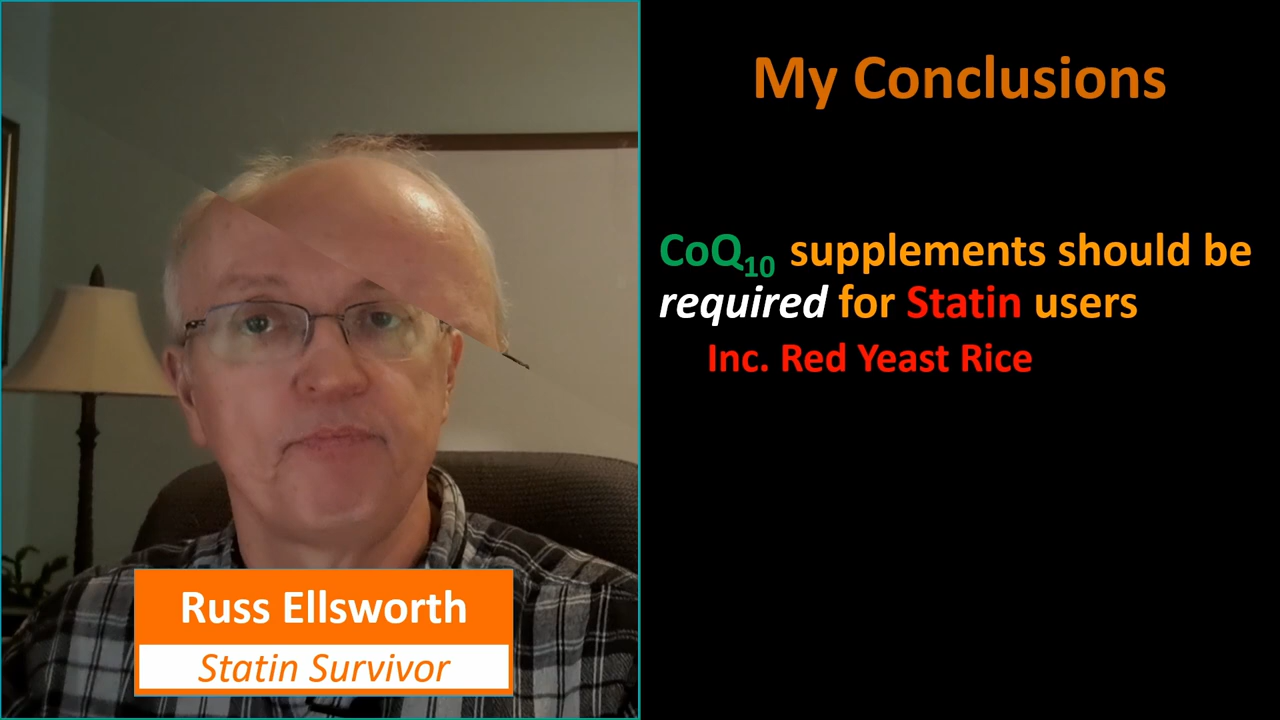 My Conclusions
CoQ10 supplements should be
required for Statin users
Inc. Red Yeast Rice
Russ Ellsworth
Statin Survivor